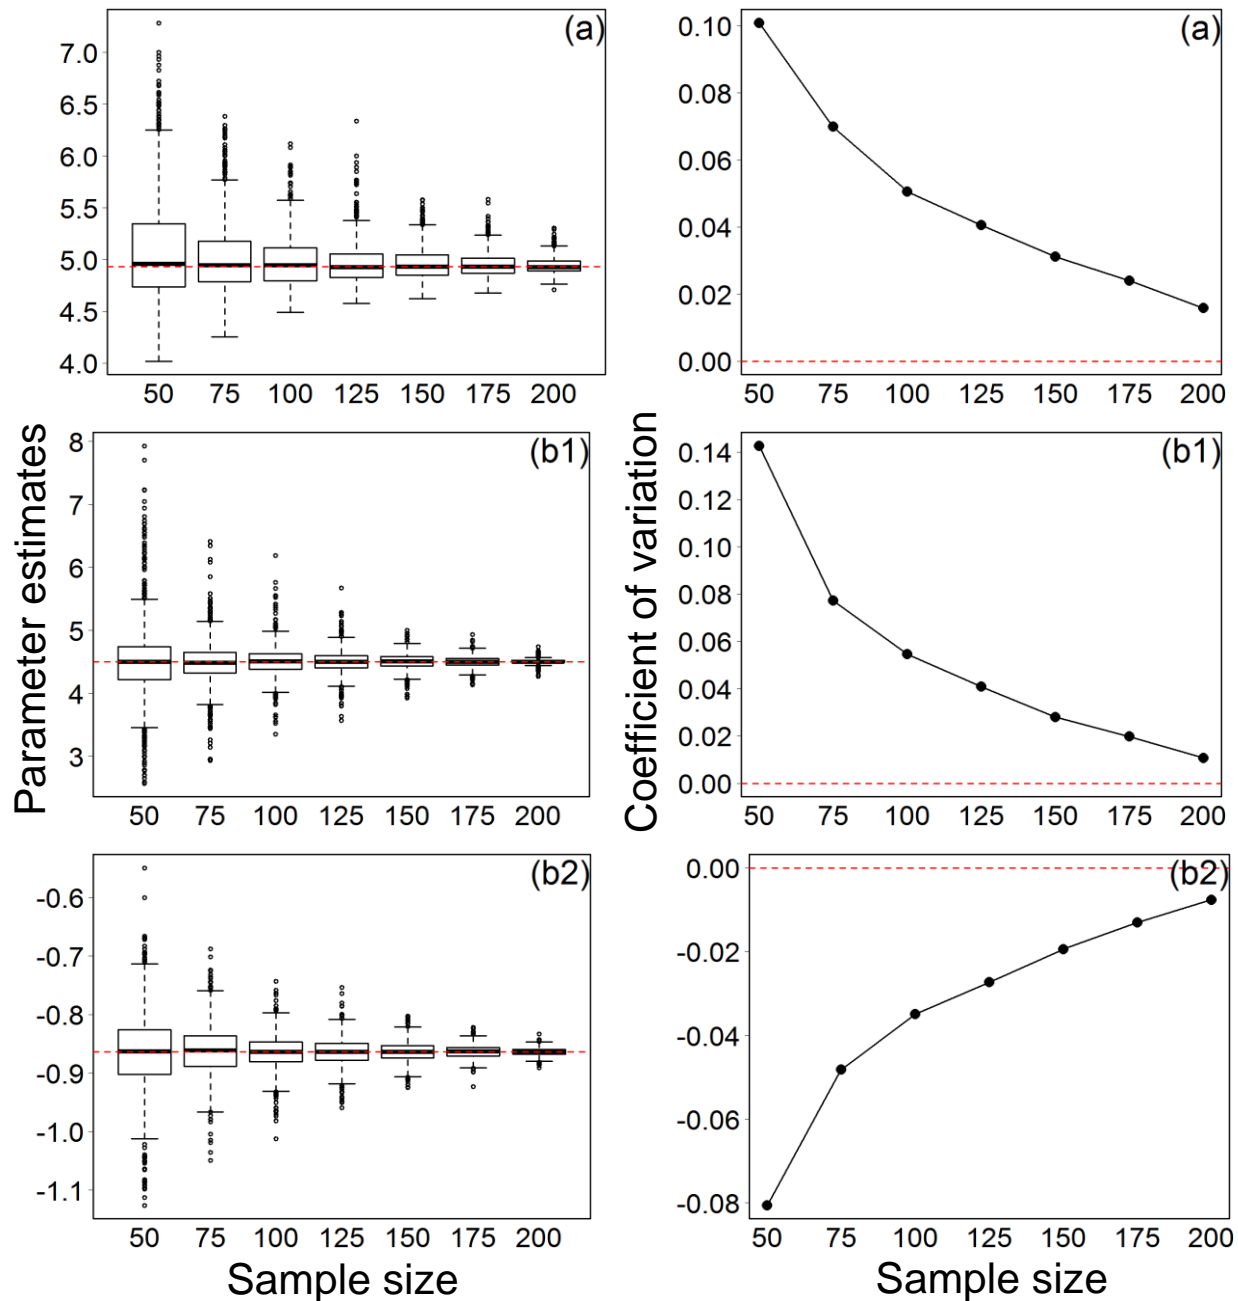 (a)
7.0
6.5
6.0
5.5
5.0
4.5
4.0
50 75 100 125 150 175 200
(a)
0.10
0.08
0.06
0.04
0.02
0.00
50 75 100 125 150 175 200
Parameter estimates
(b1)
8
7
6
5
4
3
50 75 100 125 150 175 200
Coefficient of variation
(b1)
0.14
0.12
0.10
0.08
0.06
0.04
0.02
0.00
50 75 100 125 150 175 200
(b2)
-0.6
-0.7
-0.8
-0.9
-1.0
-1.1
50 75 100 125 150 175 200
Sample size
(b2)
0.00
-0.02
-0.04
-0.06
-0.08
50 75 100 125 150 175 200
Sample size